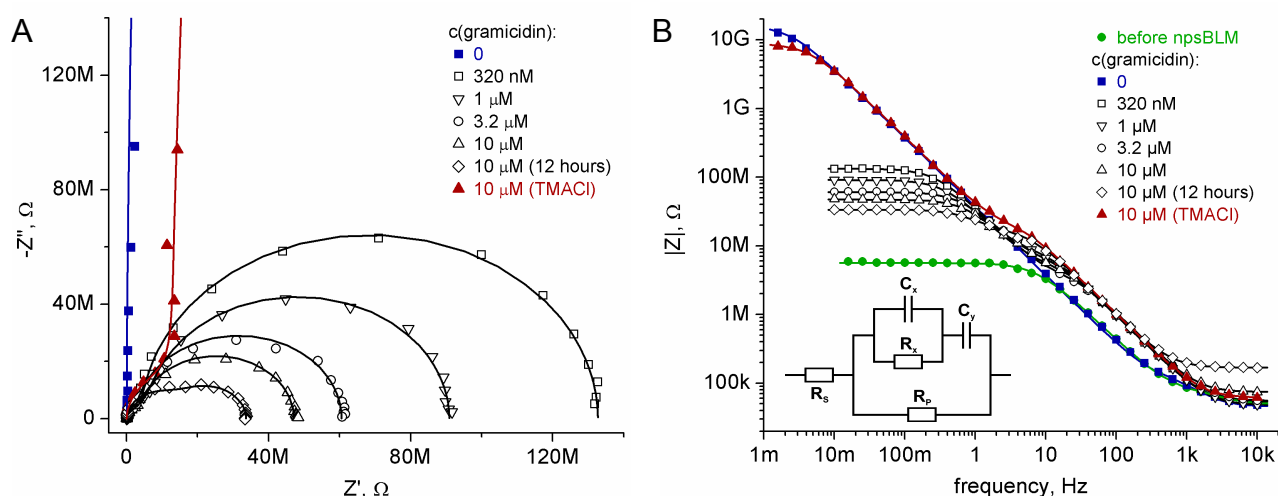 A
120M
80M
40M
0
-Z", Ω
0
40M
80M
120M
Z', Ω
c(gramicidin):
0
320 nM
1 μM
3.2 μM
10 μM
10 μM (12 hours)
10 μM (TMACl)
B
10G
1G
100M
10M
1M
100k
|Z|, Ω
1m
10m
100m
1
10
100
1k
10k
frequency, Hz
before npsBLM
c(gramicidin):
0
320 nM
1 µM
3.2 µM
10 µM
10 µM (12 hours)
10 µM (TMACl)
Cx
Cy
Rx
Rs
RP